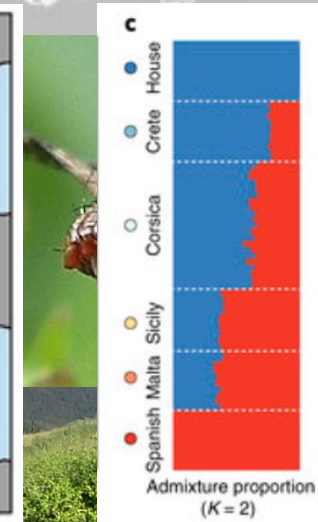 c
House
Crete
Corsica
Sicily
Malta
Spanish
Admixture proportion
(K = 2)